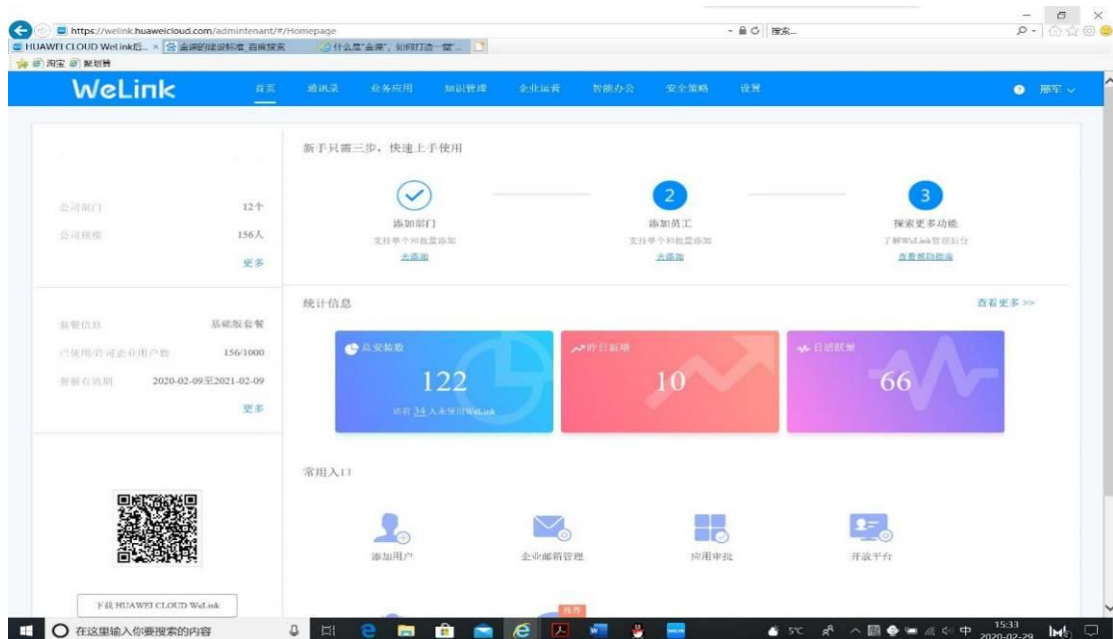 https://welink.huaweicloud.com/admintenant/#/Homepage
搜索...
HUAWEI CLOUD WeLink后...
金课的建设标准_百度搜索
什么是"金课", 如何打造一堂"...
淘宝 聚划算
WeLink 首页 通讯录 业务应用 知识管理 企业运营 智能办公 安全策略 设置 邢军
新手只需三步，快速上手使用
公司部门 12个
公司规模 156人
更多
2
3
添加部门 添加员工 探索更多功能
支持单个和批量添加 支持单个和批量添加 了解WeLink管理后台
去添加 去添加 查看帮助指南
统计信息 查看更多 >>
套餐信息 基础版套餐
已使用/许可企业用户数 156/1000
套餐有效期 2020-02-09至2021-02-09
更多
总安装数 昨日新增 日活跃量
122 10 66
还有 34 人未使用WeLink
常用入口
添加用户 企业邮箱管理 应用审批 开放平台
下载 HUAWEI CLOUD WeLink
推荐
在这里输入你要搜索的内容
5℃
中
15:33
2020-02-29